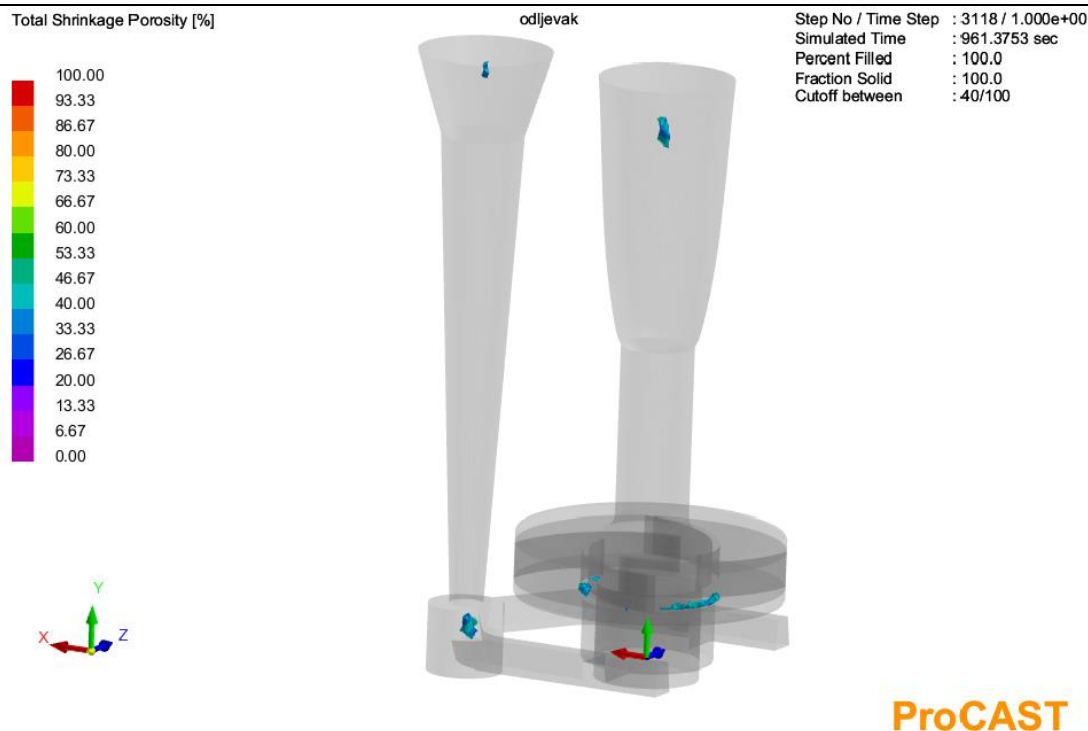 Total Shrinkage Porosity [%]
odljevak
Step No / Time Step : 3118 / 1.000e+00
Simulated Time : 961.3753 sec
Percent Filled : 100.0
Fraction Solid : 100.0
Cutoff between : 40/100
100.00
93.33
86.67
80.00
73.33
66.67
60.00
53.33
46.67
40.00
33.33
26.67
20.00
13.33
6.67
0.00
Y
X
Z
ProCAST